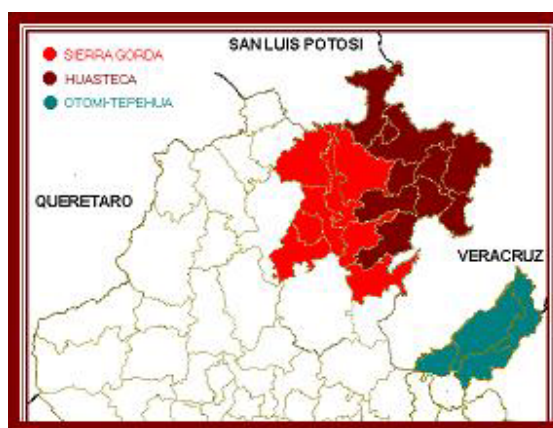 SAN LUIS POTOSI
SIERRA GORDA
HUASTECA
OTOMI-TEPEHUA
QUERETARO
VERACRUZ